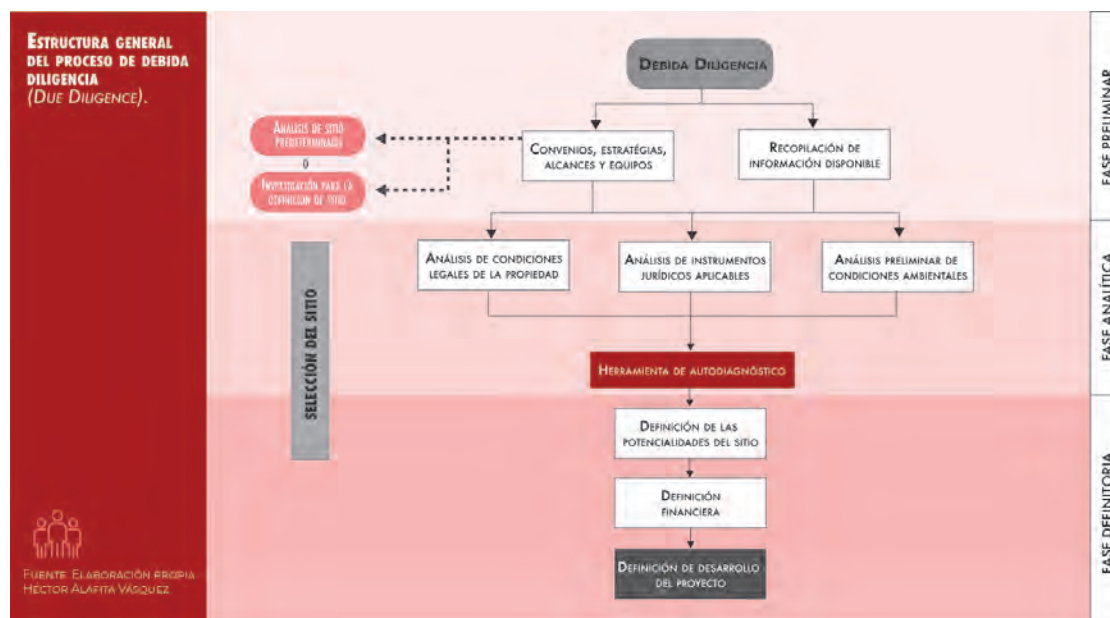 ESTRUCTURA GENERAL
DEL PROCESO DE DEBIDA
DILIGENCIA
(DUE DILIGENCE).
DEBIDA DILIGENCIA
ANÁLISIS DE SITIO
PREDETERMINADO
O
INVESTIGACIÓN PARA LA
DEFINICIÓN DE SITIO
CONVENIOS, ESTRATÉGIAS,
ALCANCES Y EQUIPOS
RECOPILACIÓN DE
INFORMACIÓN DISPONIBLE
FASE PRELIMINAR
SELECCIÓN DEL SITIO
ANÁLISIS DE CONDICIONES
LEGALES DE LA PROPIEDAD
ANÁLISIS DE INSTRUMENTOS
JURÍDICOS APLICABLES
ANÁLISIS PRELIMINAR DE
CONDICIONES AMBIENTALES
FASE ANALÍTICA
HERRAMIENTA DE AUTODIAGNÓSTICO
DEFINICIÓN DE LAS
POTENCIALIDADES DEL SITIO
DEFINICIÓN
FINANCIERA
DEFINICIÓN DE DESARROLLO
DEL PROYECTO
FASE DEFINITORIA
FUENTE: ELABORACIÓN PROPIA
HÉCTOR ALAFITA VÁSQUEZ